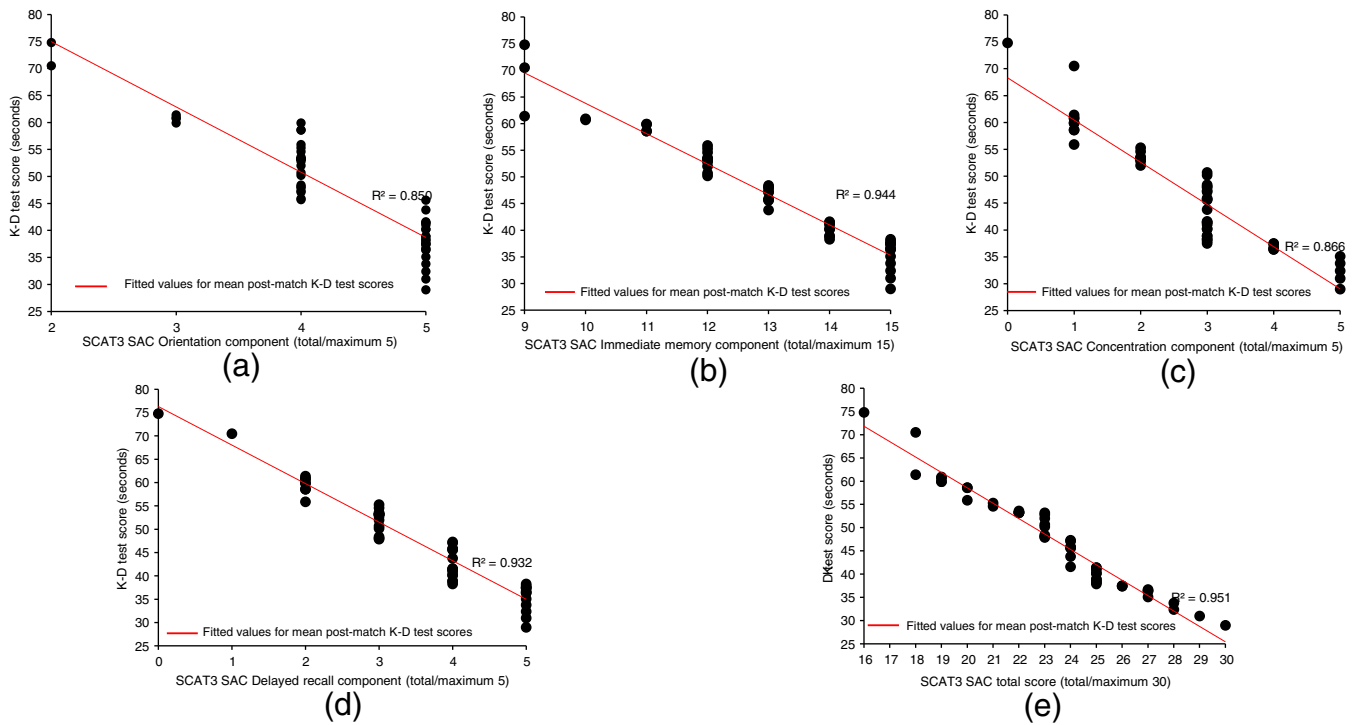 80
75
70
65
60
55
50
45
40
35
30
25
K-D test score (seconds)
R² = 0.850
Fitted values for mean post-match K-D test scores
2 3 4 5
SCAT3 SAC Orientation component (total/maximum 5)
(a)
80
75
70
65
60
55
50
45
40
35
30
25
K-D test score (seconds)
R² = 0.944
Fitted values for mean post-match K-D test scores
9 10 11 12 13 14 15
SCAT3 SAC Immediate memory component (total/maximum 15)
(b)
80
75
70
65
60
55
50
45
40
35
30
25
K-D test score (seconds)
R² = 0.866
Fitted values for mean post-match K-D test scores
0 1 2 3 4 5
SCAT3 SAC Concentration component (total/maximum 5)
(c)
80
75
70
65
60
55
50
45
40
35
30
25
K-D test score (seconds)
R² = 0.932
Fitted values for mean post-match K-D test scores
0 1 2 3 4 5
SCAT3 SAC Delayed recall component (total/maximum 5)
(d)
80
75
70
65
60
55
50
45
40
35
30
25
test score (seconds)
R² = 0.951
Fitted values for mean post-match K-D test scores
16 17 18 19 20 21 22 23 24 25 26 27 28 29 30
SCAT3 SAC total score (total/maximum 30)
(e)